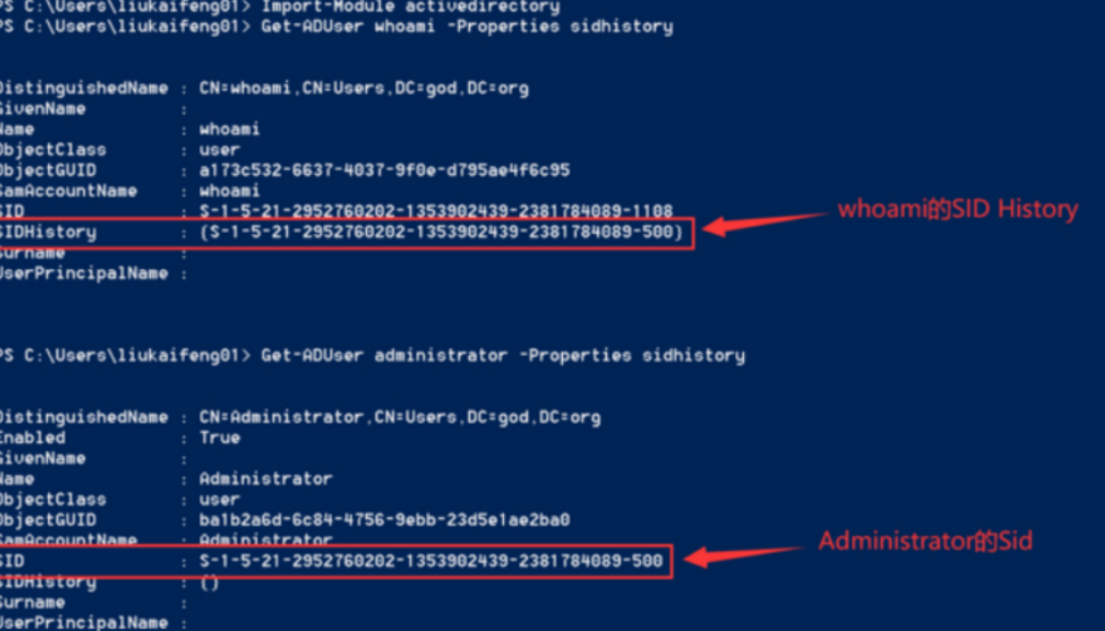 PS C:\Users\liukaifeng01> Import-Module activedirectory
PS C:\Users\liukaifeng01> Get-ADUser whoami -Properties sidhistory
DistinguishedName : CN=whoami,CN=Users,DC=god,DC=org
GivenName :
Name : whoami
ObjectClass : user
ObjectGUID : a173c532-6637-4037-9f0e-d795ae4f6c95
SamAccountName : whoami
SID : S-1-5-21-2952760202-1353902439-2381784089-1108
whoami的SID History
SIDHistory : {S-1-5-21-2952760202-1353902439-2381784089-500}
Surname :
UserPrincipalName :
PS C:\Users\liukaifeng01> Get-ADUser administrator -Properties sidhistory
DistinguishedName : CN=Administrator,CN=Users,DC=god,DC=org
Enabled : True
GivenName :
Name : Administrator
ObjectClass : user
ObjectGUID : ba1b2a6d-6c84-4756-9ebb-23d5e1ae2ba0
SamAccountName : Administrator
Administrator的Sid
SID : S-1-5-21-2952760202-1353902439-2381784089-500
SIDHistory : {}
Surname :
UserPrincipalName :